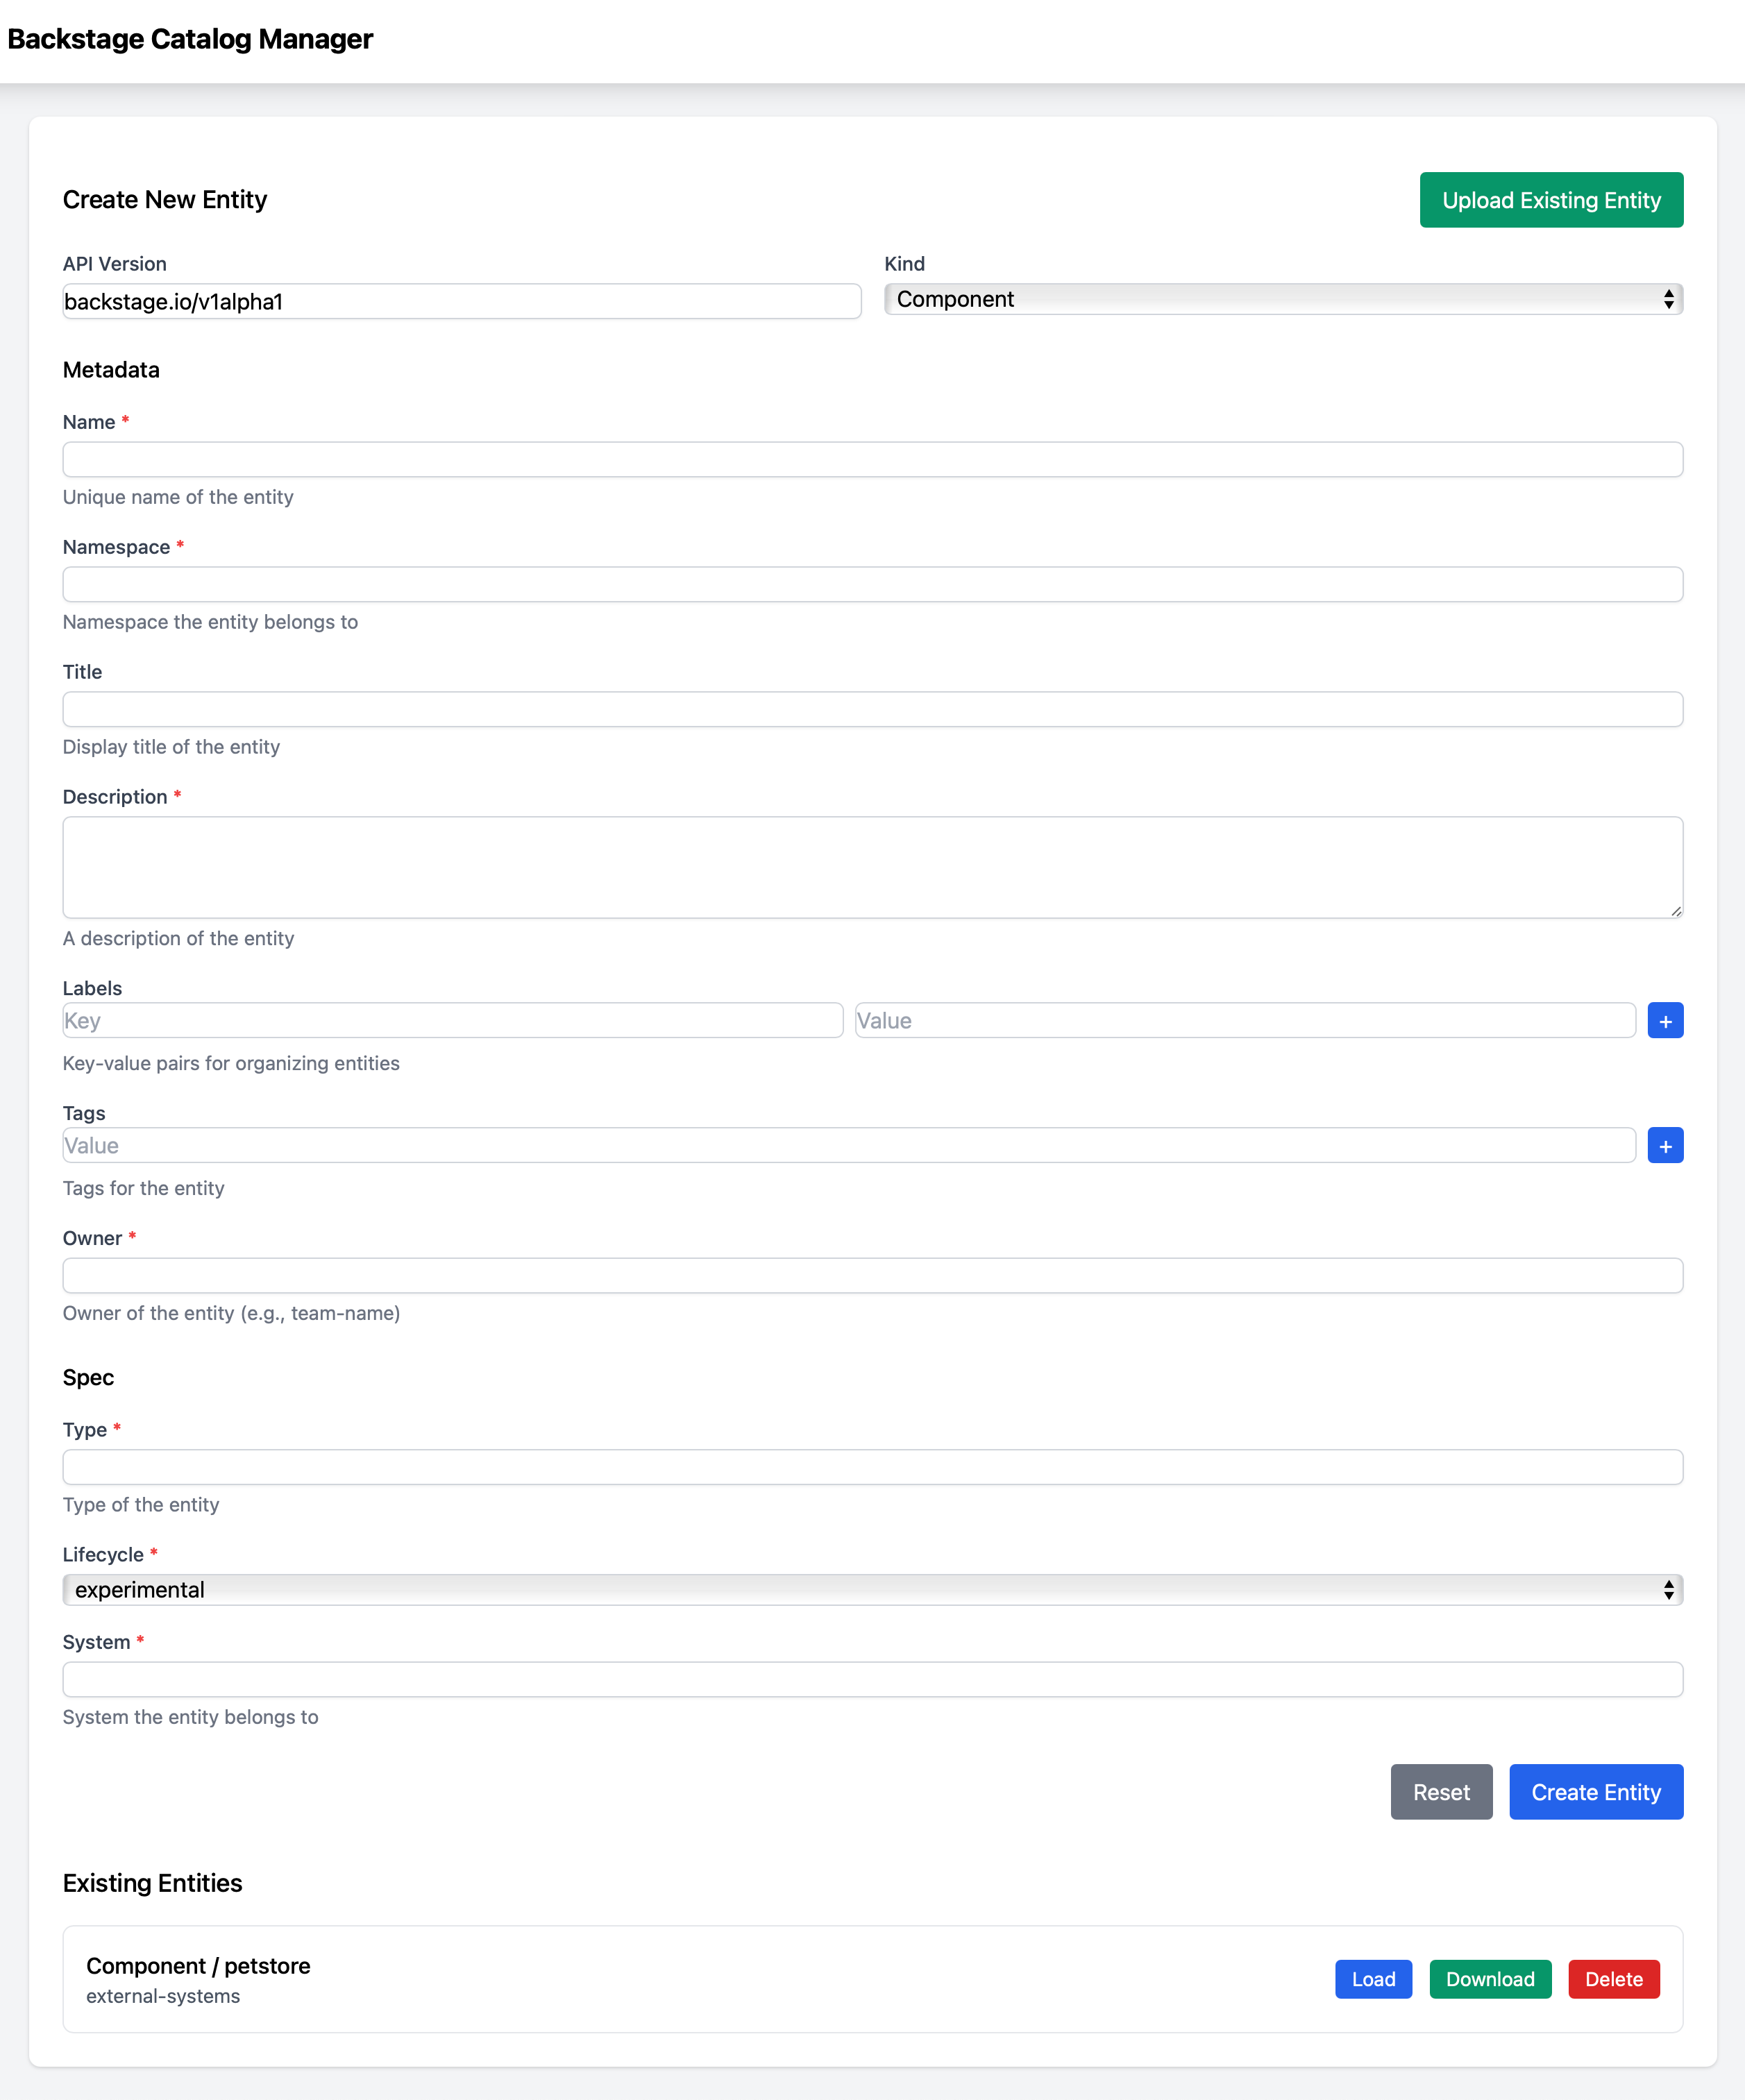 Backstage Catalog Manager
Create New Entity
Upload Existing Entity
API Version
Kind
backstage.io/v1alpha1
Component
Metadata
Name *
Unique name of the entity
Namespace *
Namespace the entity belongs to
Title
Display title of the entity
Description *
A description of the entity
Labels
Key
Value
+
Key-value pairs for organizing entities
Tags
Value
+
Tags for the entity
Owner *
Owner of the entity (e.g., team-name)
Spec
Type *
Type of the entity
Lifecycle *
experimental
System *
System the entity belongs to
Reset
Create Entity
Existing Entities
Component / petstore
external-systems
Load
Download
Delete